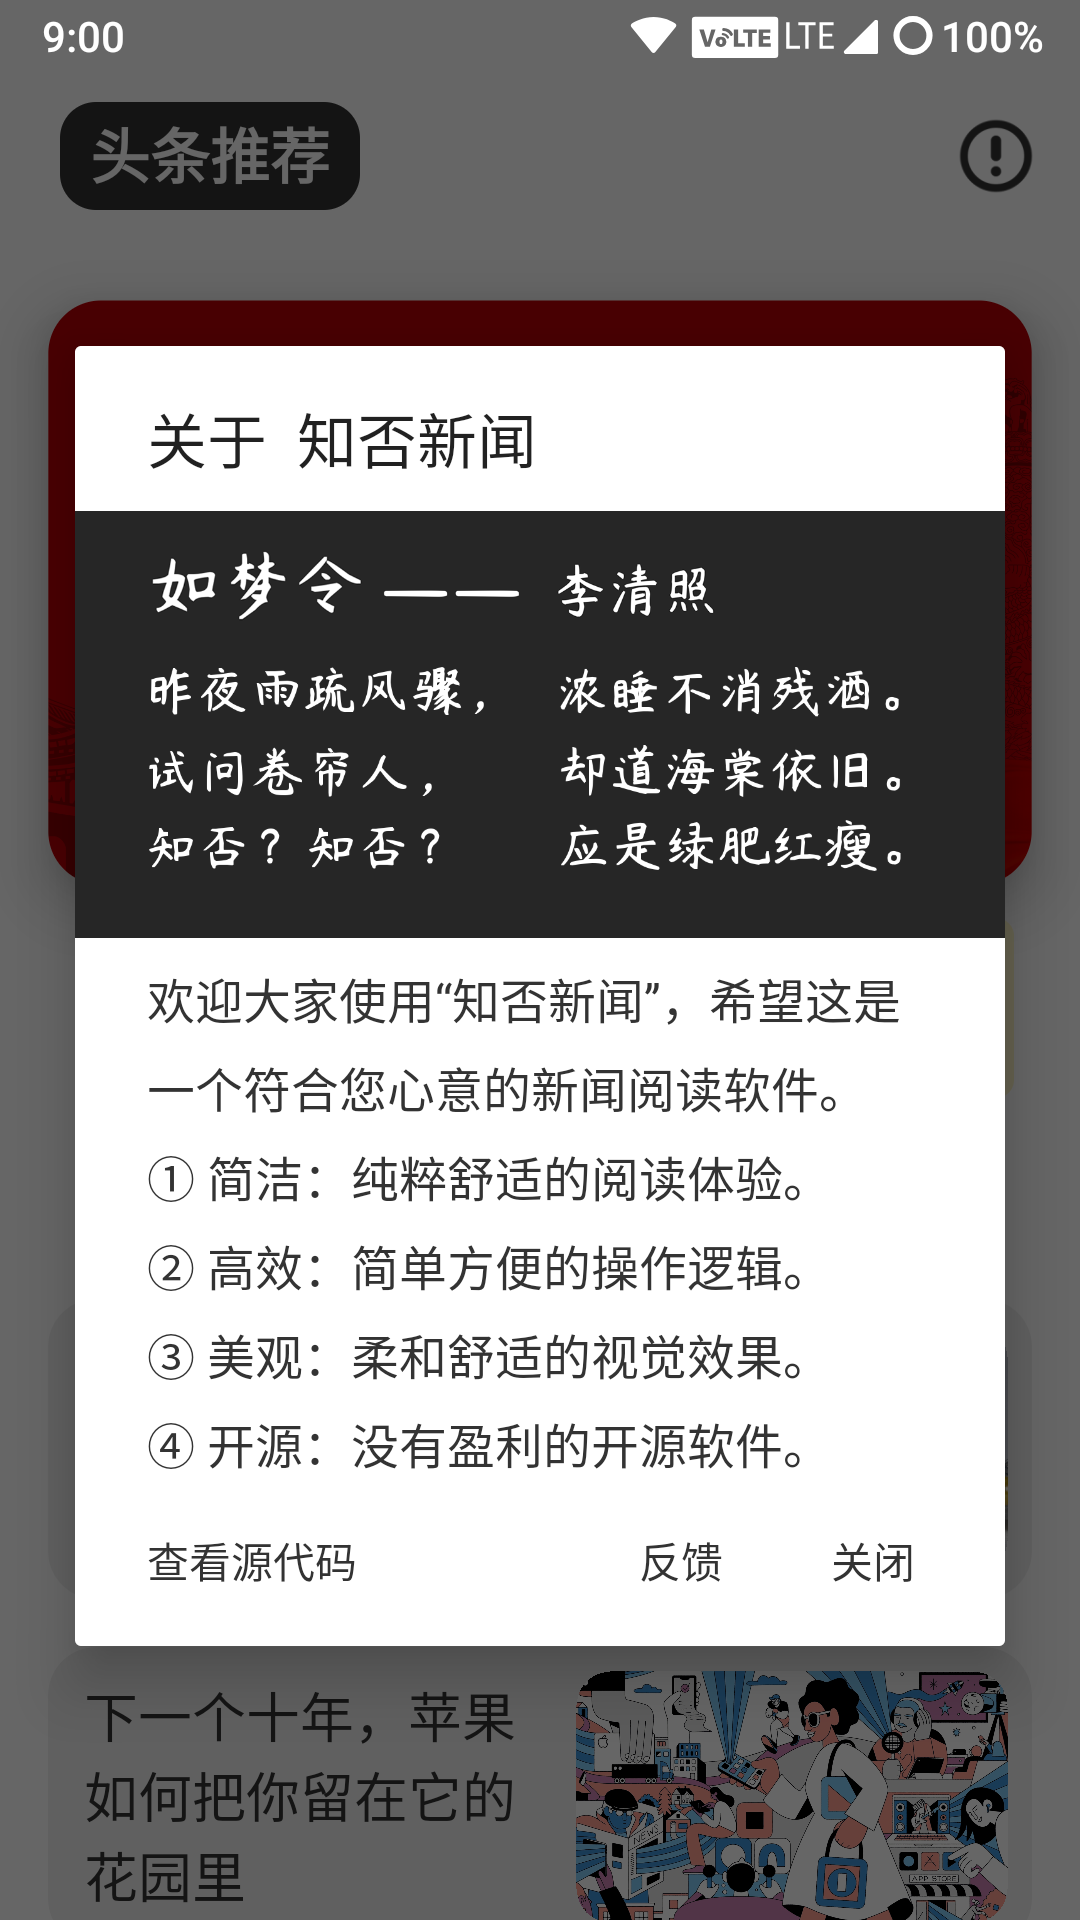 9:00 VoLTE LTE 100%
头条推荐
关于 知否新闻
如梦令 —— 李清照
昨夜雨疏风骤， 浓睡不消残酒。
试问卷帘人， 却道海棠依旧。
知否？知否？ 应是绿肥红瘦。
欢迎大家使用“知否新闻”，希望这是
一个符合您心意的新闻阅读软件。
① 简洁：纯粹舒适的阅读体验。
② 高效：简单方便的操作逻辑。
③ 美观：柔和舒适的视觉效果。
④ 开源：没有盈利的开源软件。
查看源代码 反馈 关闭
下一个十年，苹果
如何把你留在它的
花园里
NEWS
APP STORE